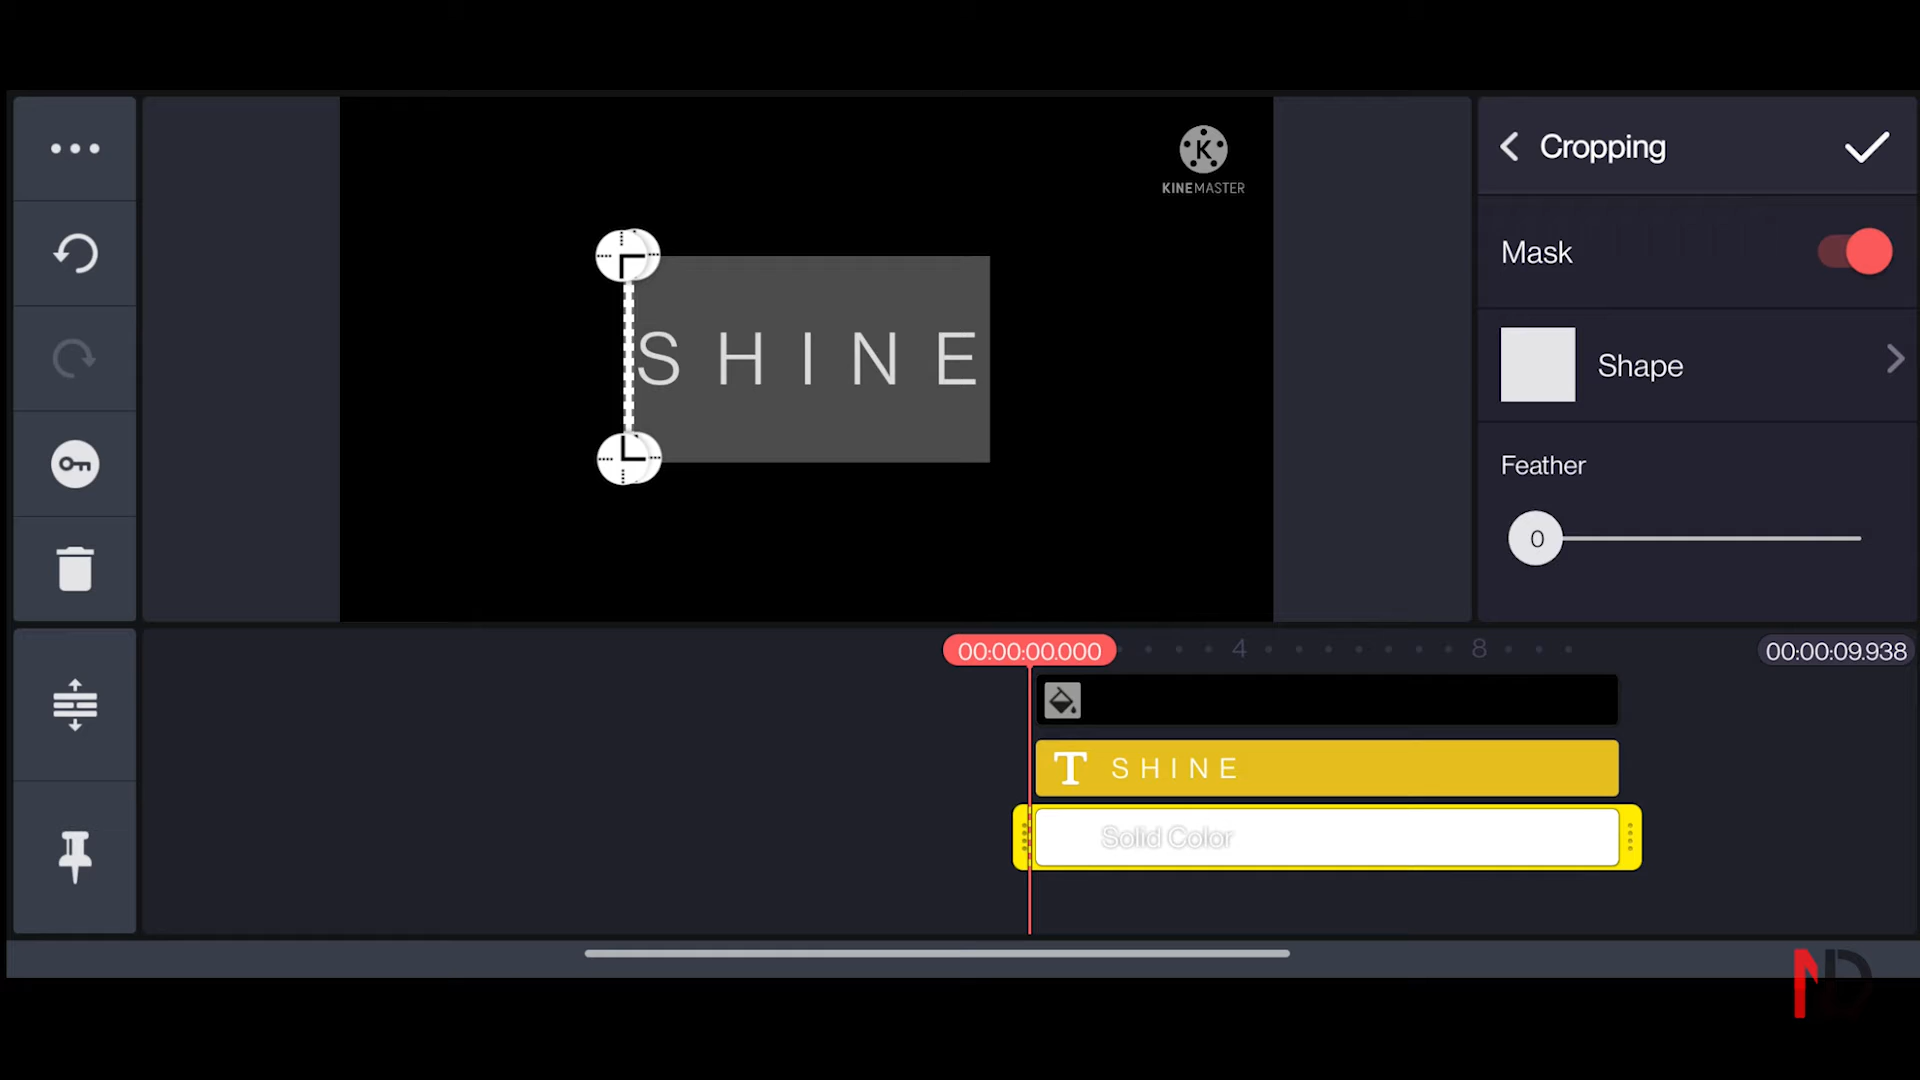 Cropping
K
KINEMASTER
Mask
SHINE
Shape
Feather
0
00:00:00.000
4
8
00:00:09.938
T SHINE
Solid Color
ND